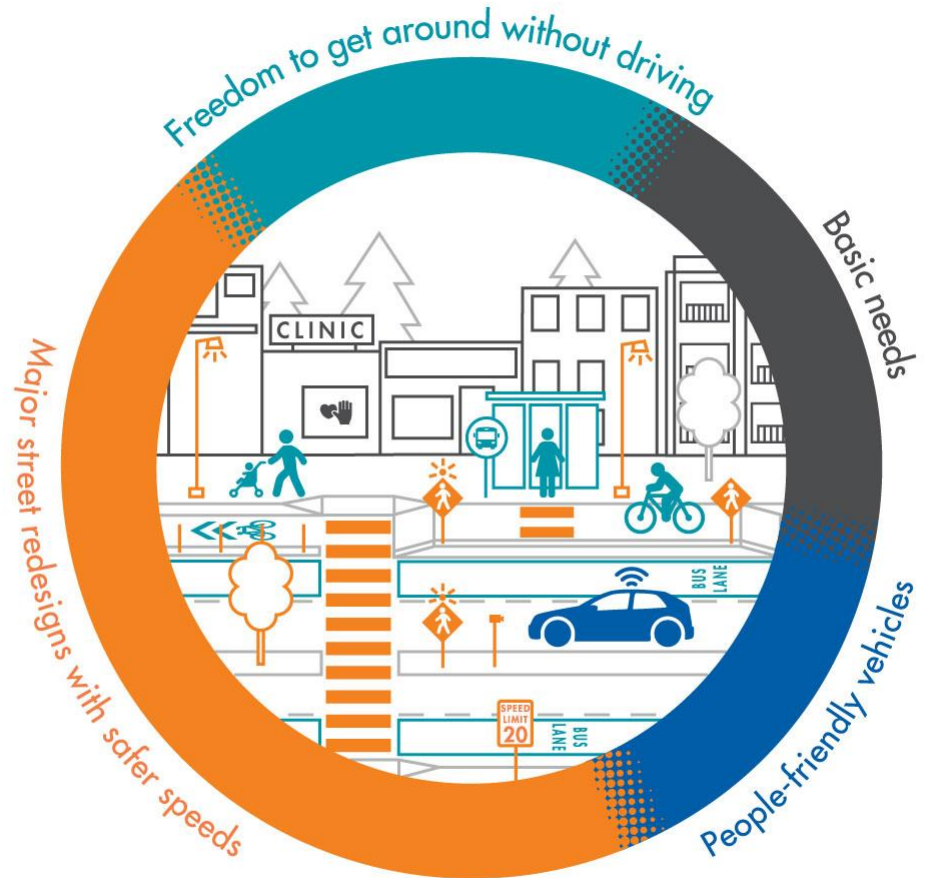 Freedom to get around without driving
Basic needs
Major street redesigns with safer speeds
People-friendly vehicles
CLINIC
BUS
LANE
SPEED
LIMIT
20
BUS
LANE